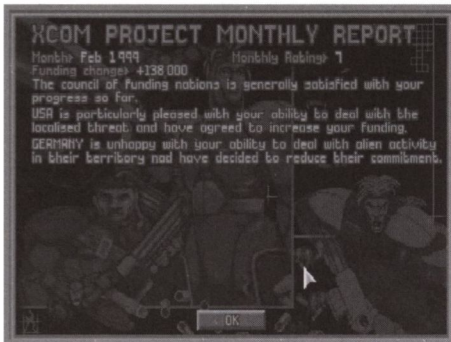 XCOM PROJECT MONTHLY REPORT
Month> Feb 1999 Monthly Rating> 7
Funding change> +138 000
The council of funding nations is generally satisfied with your
progress so far.
USA is particularly pleased with your ability to deal with the
localised threat and have agreed to increase your funding.
GERMANY is unhappy with your ability to deal with alien activity
in their territory nad have decided to reduce their commitment.
OK